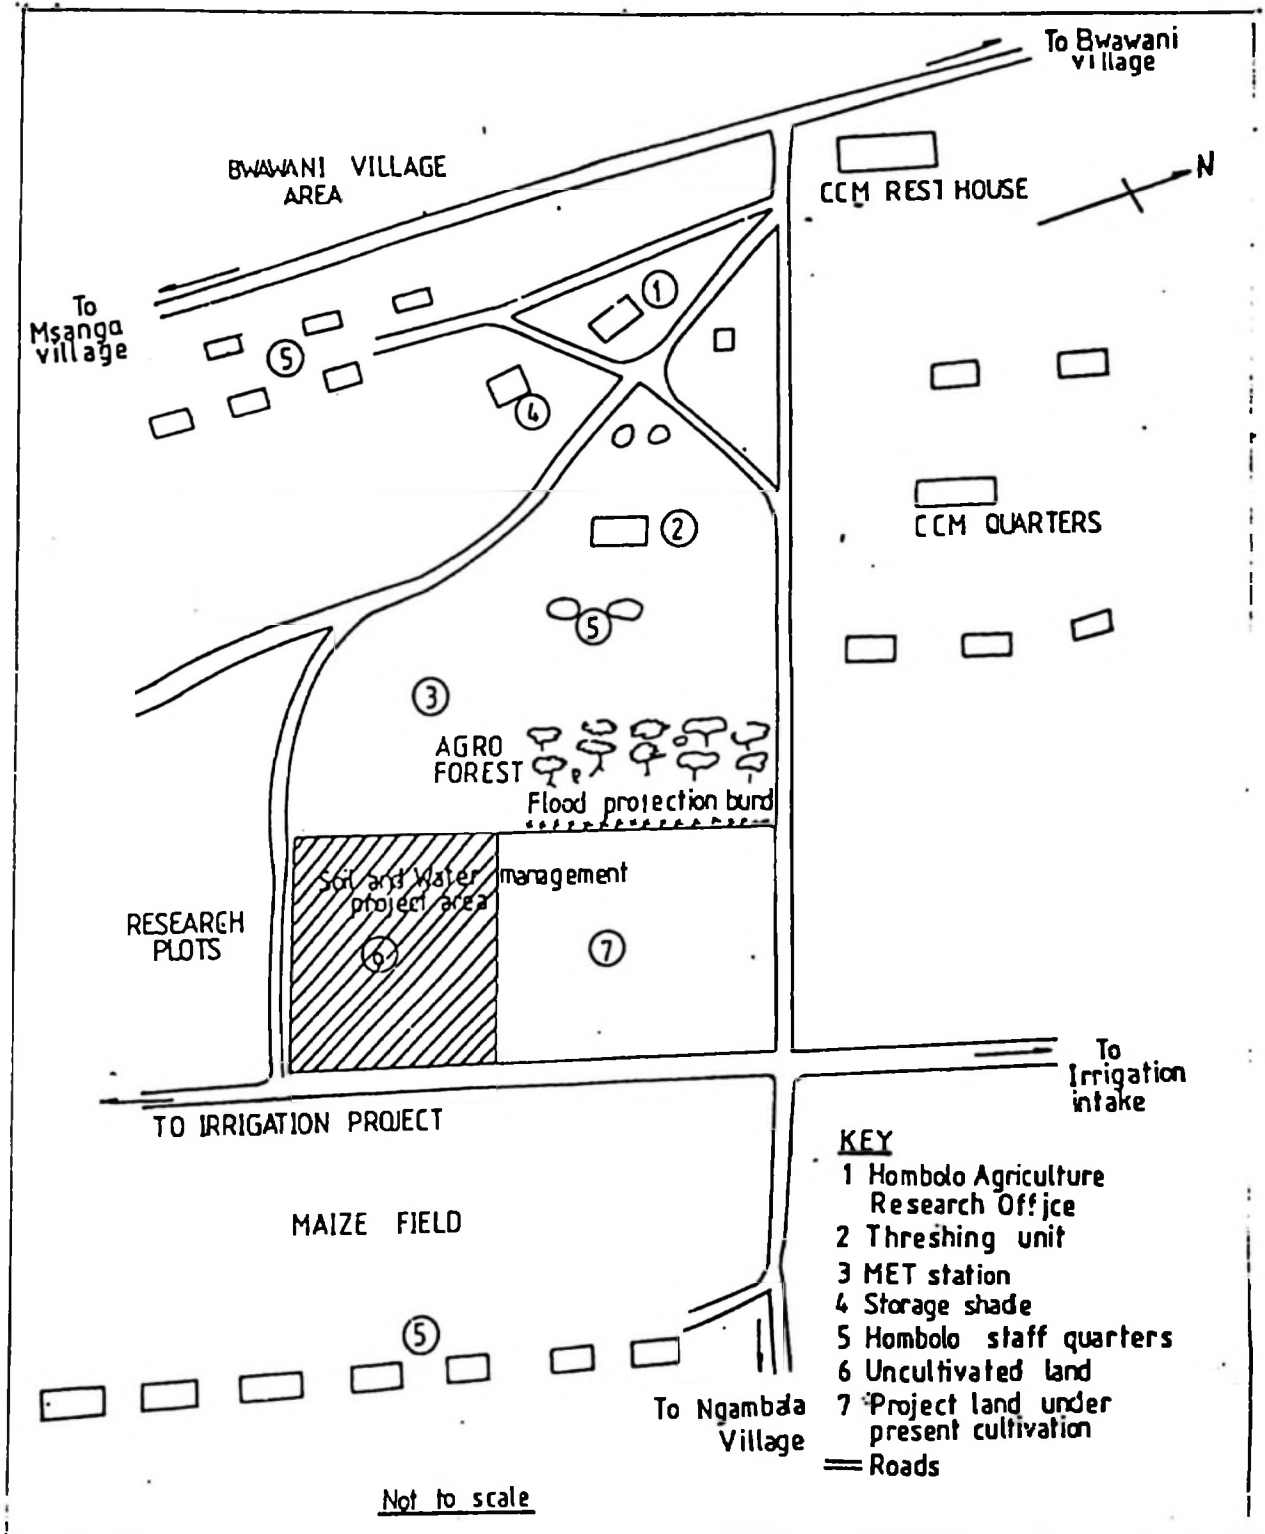 To Bwawani
village
BWAWANI VILLAGE
AREA
CCM REST HOUSE
N
To
Msanga
village
1
5
4
2
CCM QUARTERS
5
3
AGRO
FOREST
Flood protection bund
Soil and Water management
project area
RESEARCH
PLOTS
6
7
To
Irrigation
intake
TO IRRIGATION PROJECT
MAIZE FIELD
5
To Ngambala
Village
KEY
1 Hombolo Agriculture
Research Office
2 Threshing unit
3 MET station
4 Storage shade
5 Hombolo staff quarters
6 Uncultivated land
7 Project land under
present cultivation
Roads
Not to scale